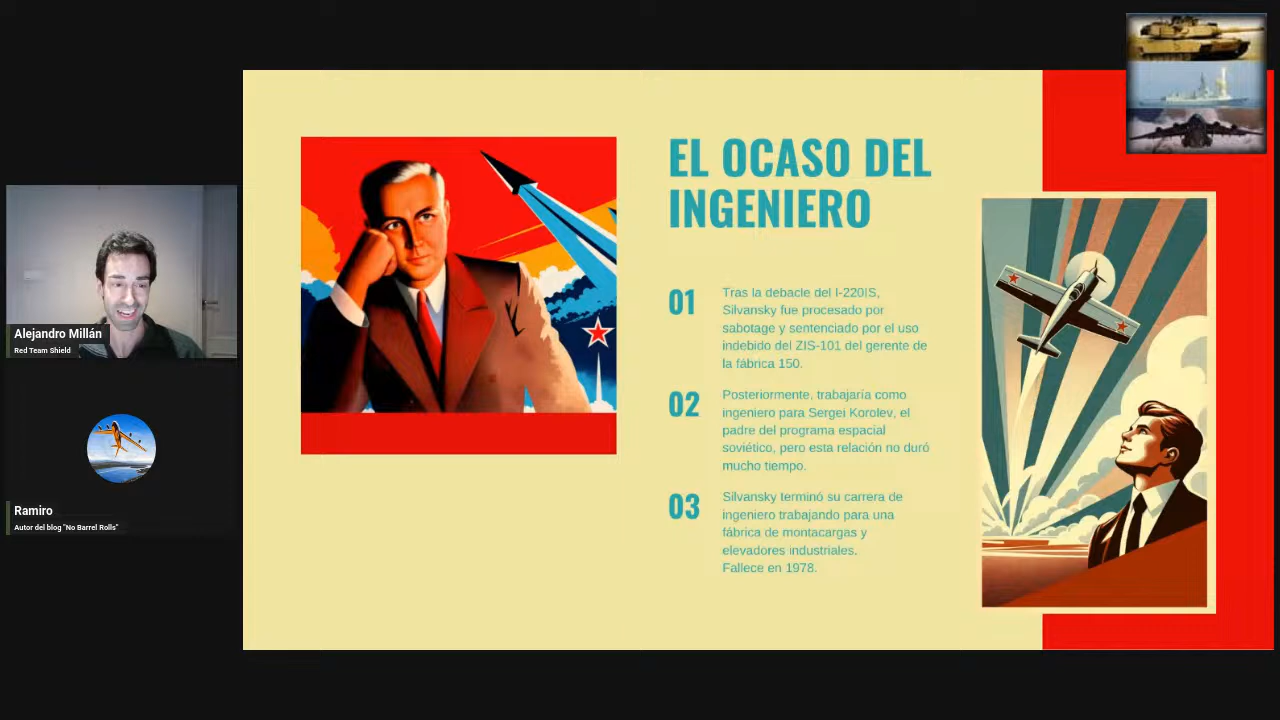 EL OCASO DEL
INGENIERO
01
Tras la debacle del I-220IS,
Silvansky fue procesado por
sabotage y sentenciado por el uso
indebido del ZIS-101 del gerente de
la fábrica 150.
02
Posteriormente, trabajaría como
ingeniero para Sergei Korolev, el
padre del programa espacial
soviético, pero esta relación no duró
mucho tiempo.
03
Silvansky terminó su carrera de
ingeniero trabajando para una
fábrica de montacargas y
elevadores industriales.
Fallece en 1978.
Alejandro Millán
Red Team Shield
Ramiro
Autor del blog "No Barrel Rolls"